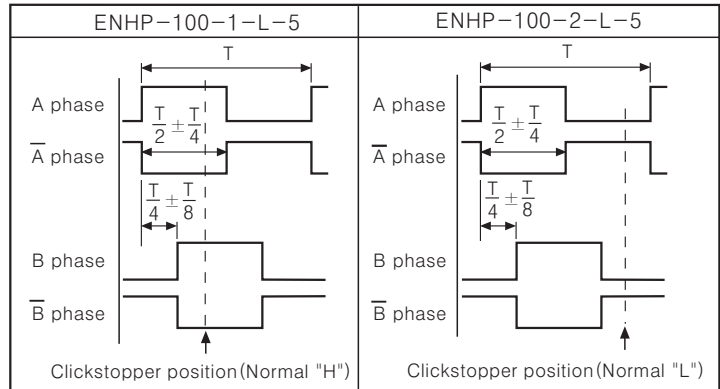 ENHP-100-1-L-5
T
A phase
T/2 ± T/4
A̅ phase
T/4 ± T/8
B phase
B̅ phase
Clickstopper position(Normal "H")
ENHP-100-2-L-5
T
A phase
T/2 ± T/4
A̅ phase
T/4 ± T/8
B phase
B̅ phase
Clickstopper position(Normal "L")